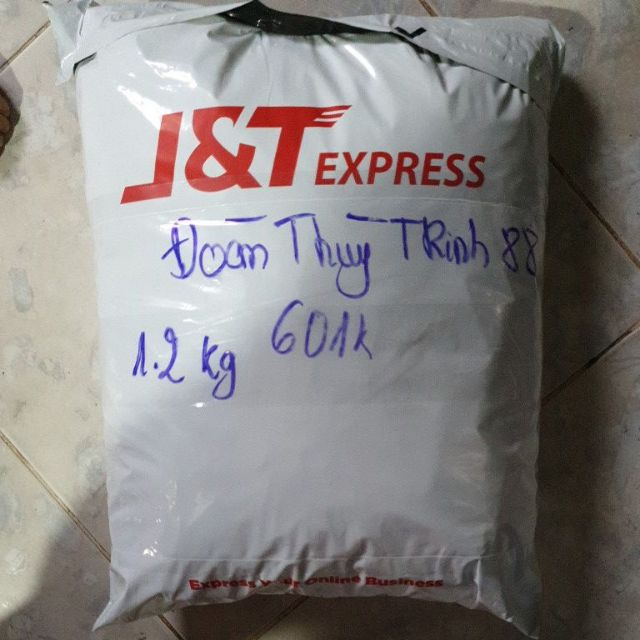 J&T EXPRESS
Đoàn Thuỳ TRinh 88
601k
1.2 kg
Express Your Online Business